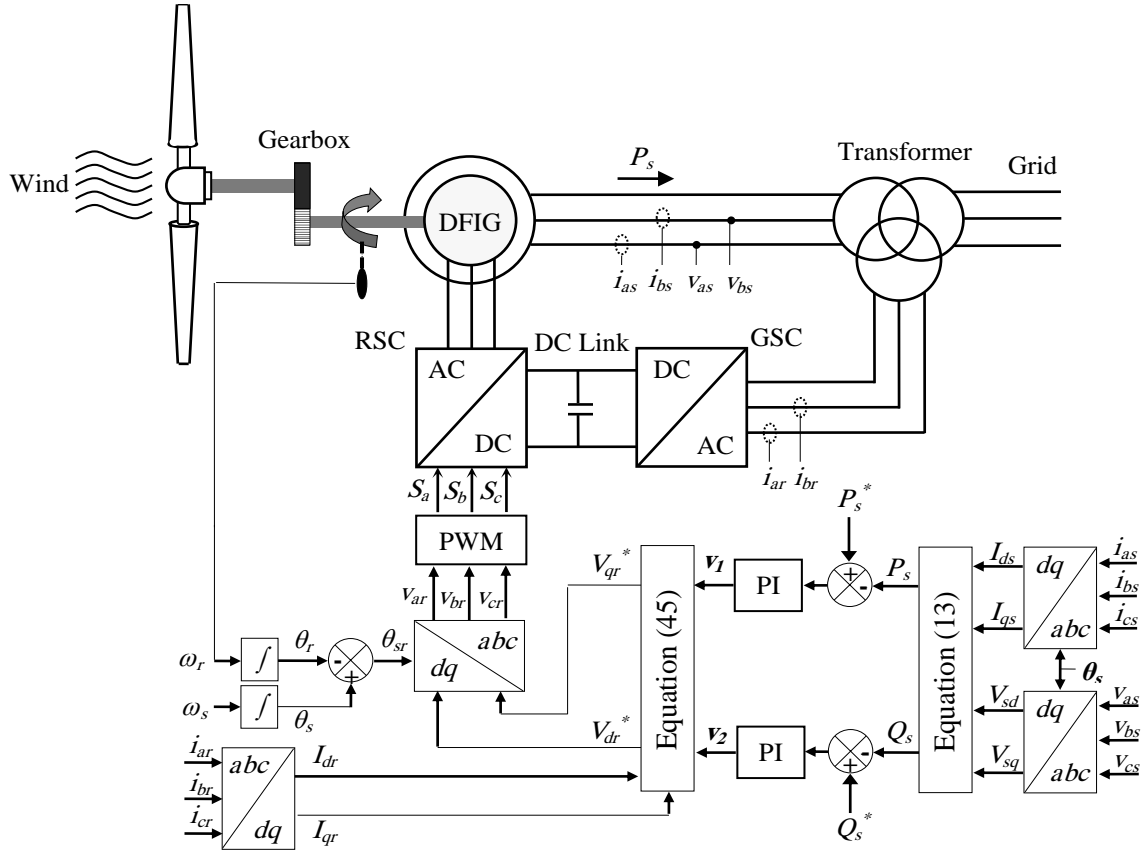 Gearbox
Transformer
Wind
P_s
Grid
DFIG
i_as
i_bs
v_as
v_bs
RSC
DC Link
GSC
AC
DC
DC
AC
i_ar
i_br
S_a
S_b
S_c
P_s^*
PWM
V_qr^*
v_1
PI
+
-
P_s
I_ds
dq
i_as
i_bs
v_ar
v_br
v_cr
Equation (45)
Equation (13)
I_qs
abc
i_cs
ω_r
∫
θ_r
-
+
θ_sr
abc
dq
θ_s
ω_s
∫
θ_s
V_dr^*
v_2
PI
-
+
Q_s
V_sd
dq
v_as
v_bs
V_sq
abc
v_cs
i_ar
abc
I_dr
i_br
i_cr
dq
I_qr
Q_s^*